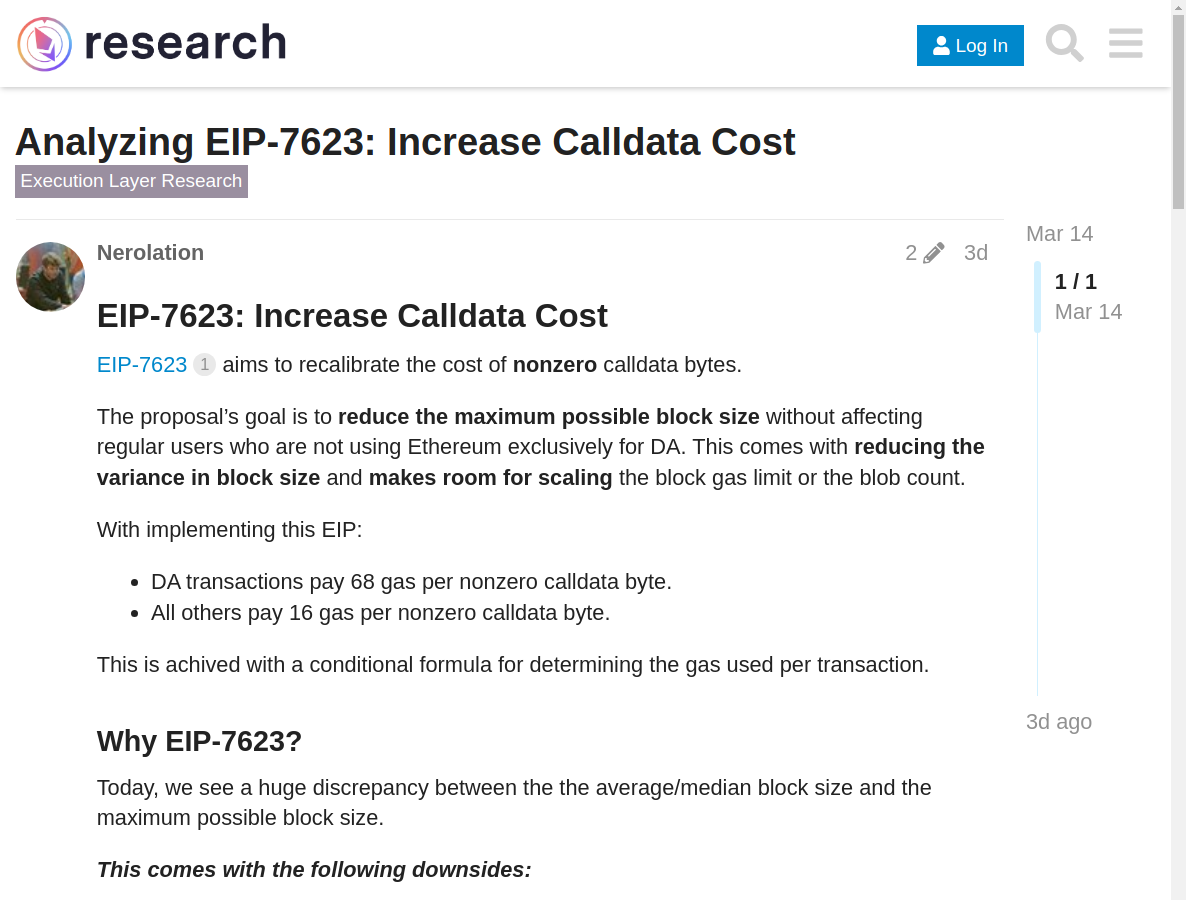 research
Log In
Analyzing EIP-7623: Increase Calldata Cost
Execution Layer Research
Nerolation
2
3d
Mar 14
1 / 1
Mar 14
EIP-7623: Increase Calldata Cost
EIP-7623 1 aims to recalibrate the cost of nonzero calldata bytes.
The proposal’s goal is to reduce the maximum possible block size without affecting
regular users who are not using Ethereum exclusively for DA. This comes with reducing the
variance in block size and makes room for scaling the block gas limit or the blob count.
With implementing this EIP:
• DA transactions pay 68 gas per nonzero calldata byte.
• All others pay 16 gas per nonzero calldata byte.
This is achived with a conditional formula for determining the gas used per transaction.
3d ago
Why EIP-7623?
Today, we see a huge discrepancy between the the average/median block size and the
maximum possible block size.
This comes with the following downsides: